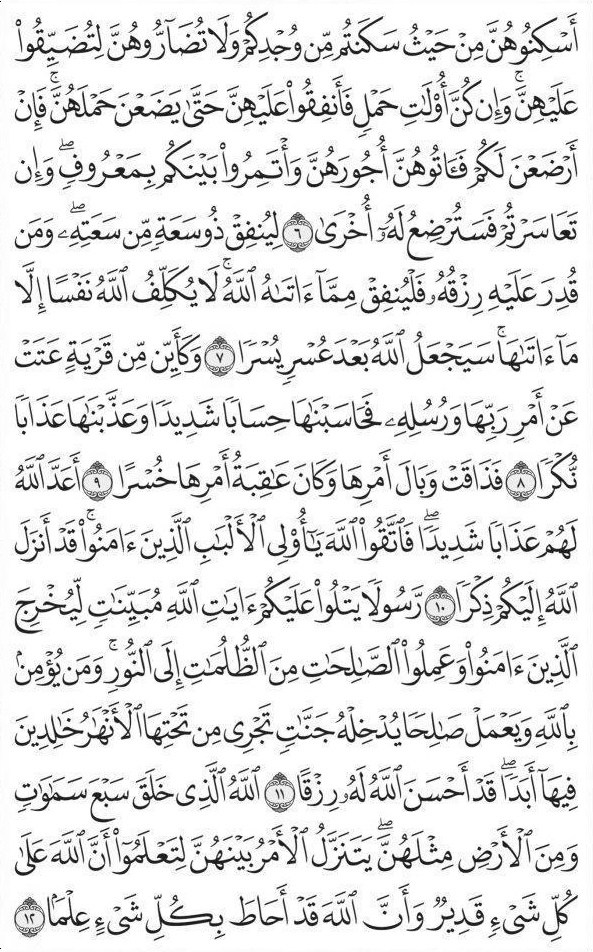 أَسۡكِنُوهُنَّ مِنۡ حَيۡثُ سَكَنتُم مِّن وُجۡدِكُمۡ وَلَا تُضَآرُّوهُنَّ لِتُضَيِّقُواْ
عَلَيۡهِنَّۚ وَإِن كُنَّ أُوْلَٰتِ حَمۡلٖ فَأَنفِقُواْ عَلَيۡهِنَّ حَتَّىٰ يَضَعۡنَ حَمۡلَهُنَّۚ فَإِنۡ
أَرۡضَعۡنَ لَكُمۡ فَـَٔاتُوهُنَّ أُجُورَهُنَّ وَأۡتَمِرُواْ بَيۡنَكُم بِمَعۡرُوفٖۖ وَإِن
تَعَاسَرۡتُمۡ فَسَتُرۡضِعُ لَهُۥٓ أُخۡرَىٰ ٦ لِيُنفِقۡ ذُو سَعَةٖ مِّن سَعَتِهِۦۖ وَمَن
قُدِرَ عَلَيۡهِ رِزۡقُهُۥ فَلۡيُنفِقۡ مِمَّآ ءَاتَىٰهُ ٱللَّهُۚ لَا يُكَلِّفُ ٱللَّهُ نَفۡسًا إِلَّا
مَآ ءَاتَىٰهَاۚ سَيَجۡعَلُ ٱللَّهُ بَعۡدَ عُسۡرٖ يُسۡرٗا ٧ وَكَأَيِّن مِّن قَرۡيَةٍ عَتَتۡ
عَنۡ أَمۡرِ رَبِّهَا وَرُسُلِهِۦ فَحَاسَبۡنَٰهَا حِسَابٗا شَدِيدٗا وَعَذَّبۡنَٰهَا عَذَابٗا
نُّكۡرٗا ٨ فَذَاقَتۡ وَبَالَ أَمۡرِهَا وَكَانَ عَٰقِبَةُ أَمۡرِهَا خُسۡرًا ٩ أَعَدَّ ٱللَّهُ
لَهُمۡ عَذَابٗا شَدِيدٗاۖ فَٱتَّقُواْ ٱللَّهَ يَٰٓأُوْلِي ٱلۡأَلۡبَٰبِ ٱلَّذِينَ ءَامَنُواْۚ قَدۡ أَنزَلَ
ٱللَّهُ إِلَيۡكُمۡ ذِكۡرٗا ١٠ رَّسُولٗا يَتۡلُواْ عَلَيۡكُمۡ ءَايَٰتِ ٱللَّهِ مُبَيِّنَٰتٖ لِّيُخۡرِجَ
ٱلَّذِينَ ءَامَنُواْ وَعَمِلُواْ ٱلصَّٰلِحَٰتِ مِنَ ٱلظُّلُمَٰتِ إِلَى ٱلنُّورِۚ وَمَن يُؤۡمِنۢ
بِٱللَّهِ وَيَعۡمَلۡ صَٰلِحٗا يُدۡخِلۡهُ جَنَّٰتٖ تَجۡرِي مِن تَحۡتِهَا ٱلۡأَنۡهَٰرُ خَٰلِدِينَ
فِيهَآ أَبَدٗاۖ قَدۡ أَحۡسَنَ ٱللَّهُ لَهُۥ رِزۡقًا ١١ ٱللَّهُ ٱلَّذِي خَلَقَ سَبۡعَ سَمَٰوَٰتٖ
وَمِنَ ٱلۡأَرۡضِ مِثۡلَهُنَّۖ يَتَنَزَّلُ ٱلۡأَمۡرُ بَيۡنَهُنَّ لِتَعۡلَمُوٓاْ أَنَّ ٱللَّهَ عَلَىٰ
كُلِّ شَيۡءٖ قَدِيرٞ وَأَنَّ ٱللَّهَ قَدۡ أَحَاطَ بِكُلِّ شَيۡءٍ عِلۡمَۢا ١٢